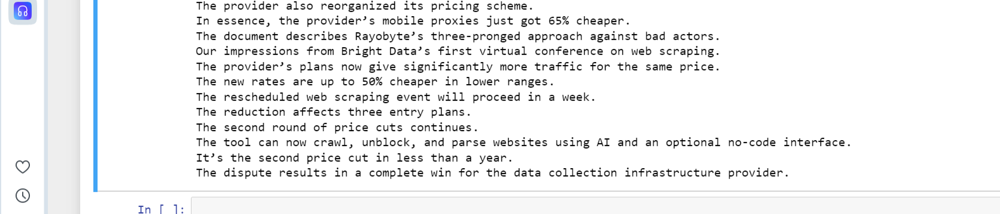 The provider also reorganized its pricing scheme.
In essence, the provider’s mobile proxies just got 65% cheaper.
The document describes Rayobyte’s three-pronged approach against bad actors.
Our impressions from Bright Data’s first virtual conference on web scraping.
The provider’s plans now give significantly more traffic for the same price.
The new rates are up to 50% cheaper in lower ranges.
The rescheduled web scraping event will proceed in a week.
The reduction affects three entry plans.
The second round of price cuts continues.
The tool can now crawl, unblock, and parse websites using AI and an optional no-code interface.
It’s the second price cut in less than a year.
The dispute results in a complete win for the data collection infrastructure provider.
In [ ]: